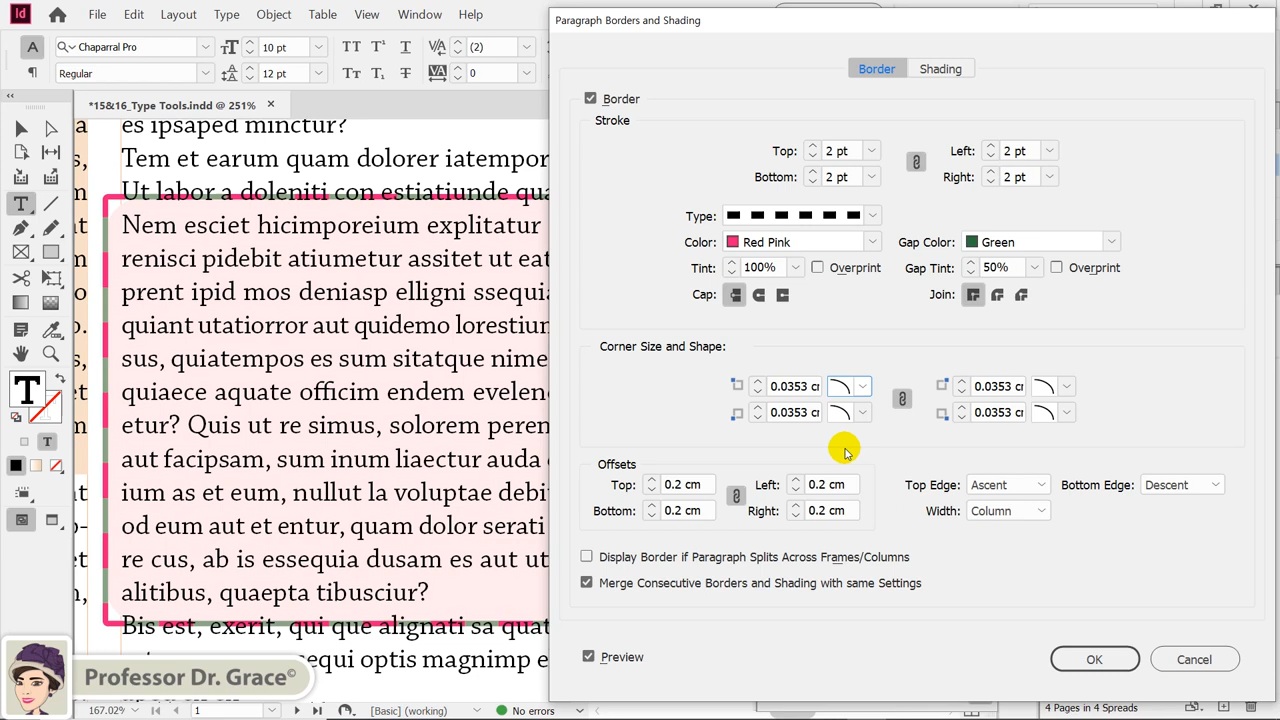 Id File Edit Layout Type Object Table View Window Help
Chaparral Pro 10 pt (2)
Regular 12 pt 0
*15&16_Type Tools.indd @ 251%
es ipsaped minctur?
Tem et earum quam dolorer iatempor
Ut labor a doleniti con estiatiunde qua
Nem esciet hicimporeium explitatur
renisci pidebit atiumetur assitet ut eat
prent ipid mos deniasp elligni ssequia
quiant utatiorror aut quidemo lorestium
sus, quiatempos es sum sitatque nime
quiaece aquate officim endem evelen
etur? Quis ut re simus, solorem peren
aut facipsam, sum inum liaectur auda
ium as et eum, nullut la voluptae debit
od eum aut et entur, quam dolor serati
re cus, ab is essequia dusam es aut ut
alitibus, quaepta tibusciur?
Bis est, exerit, qui que alignati sa quat
sequi optis magnimp e
Professor Dr. Grace©
167.02% 1 [Basic] (working) No errors
Paragraph Borders and Shading
Border Shading
Border
Stroke
Top: 2 pt Left: 2 pt
Bottom: 2 pt Right: 2 pt
Type:
Color: Red Pink Gap Color: Green
Tint: 100% Overprint Gap Tint: 50% Overprint
Cap: Join:
Corner Size and Shape:
0.0353 cm 0.0353 cm
0.0353 cm 0.0353 cm
Offsets
Top: 0.2 cm Left: 0.2 cm Top Edge: Ascent Bottom Edge: Descent
Bottom: 0.2 cm Right: 0.2 cm Width: Column
Display Border if Paragraph Splits Across Frames/Columns
Merge Consecutive Borders and Shading with same Settings
Preview OK Cancel
4 Pages in 4 Spreads